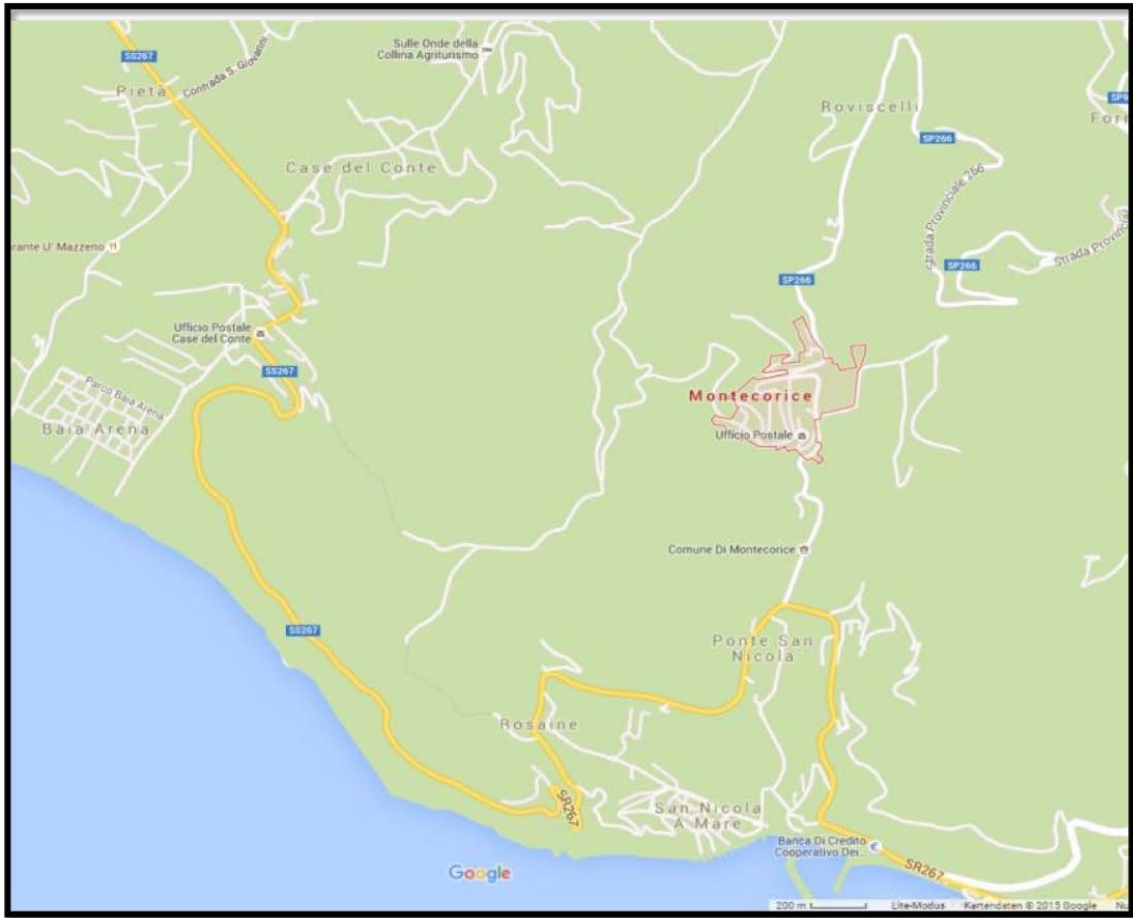 Sulle Onde della
Collina Agriturismo
SS267
Contrada S. Giovanni
Pietà
Roviscelli
SP266
Strada Provinciale 266
Case del Conte
Mazzeno
SP266
Strada
SP266
Ufficio Postale
Case del Conte
SS267
Baia Arena
Baia Arena
Montecorice
Ufficio Postale
Comune Di Montecorice
SS267
Ponte San
Nicola
Rosaine
SR267
San Nicola
A Mare
Banca Di Credito
Cooperativo Dei...
SR267
Google
200 m
Lite-Modus
Kartendaten © 2015 Google